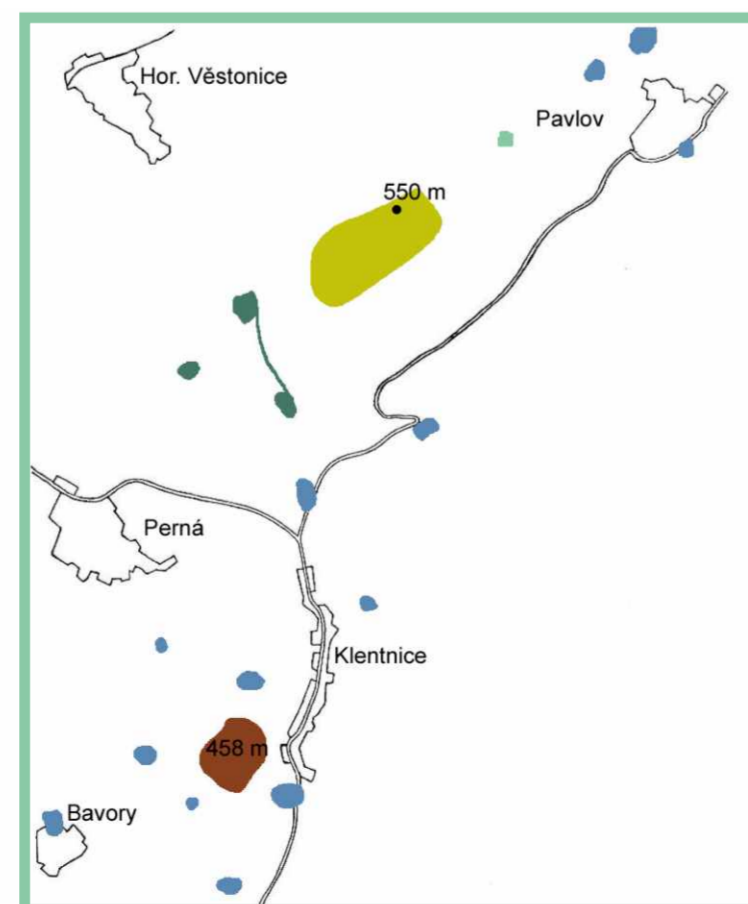 Hor. Věstonice
Pavlov
550 m
Perná
Klentnice
458 m
Bavory